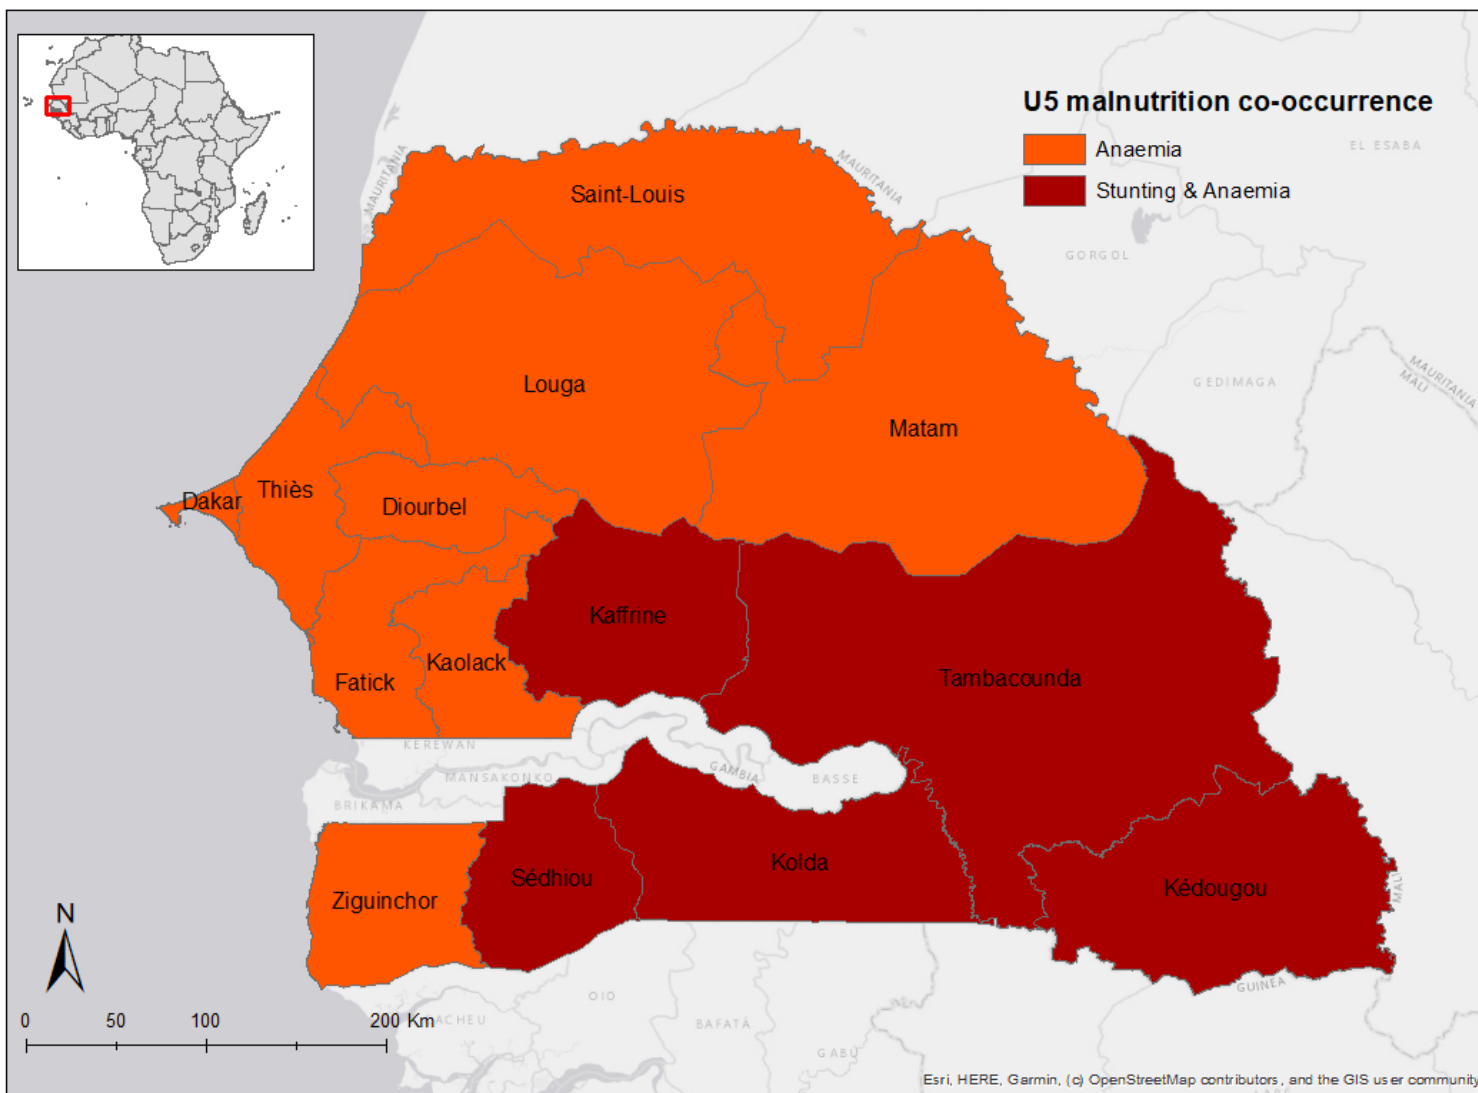 U5 malnutrition co-occurrence
Anaemia
Stunting & Anaemia
EL ESABA
MAURITANIA
MAURITANIA
Saint-Louis
GORGOL
Louga
GEDIMAGA
MAURITANIA
MALI
Matam
Dakar
Thiès
Diourbel
Kaffrine
Kaolack
Fatick
Tambacounda
KEREWAN
MANSAKONKO
GAMBIA
BASSE
BRIKAMA
Sédhiou
Kolda
Kédougou
MALI
Ziguinchor
N
GUINEA
OIO
BAFATÁ
GABÚ
0 50 100 200 Km
Esri, HERE, Garmin, (c) OpenStreetMap contributors, and the GIS user community